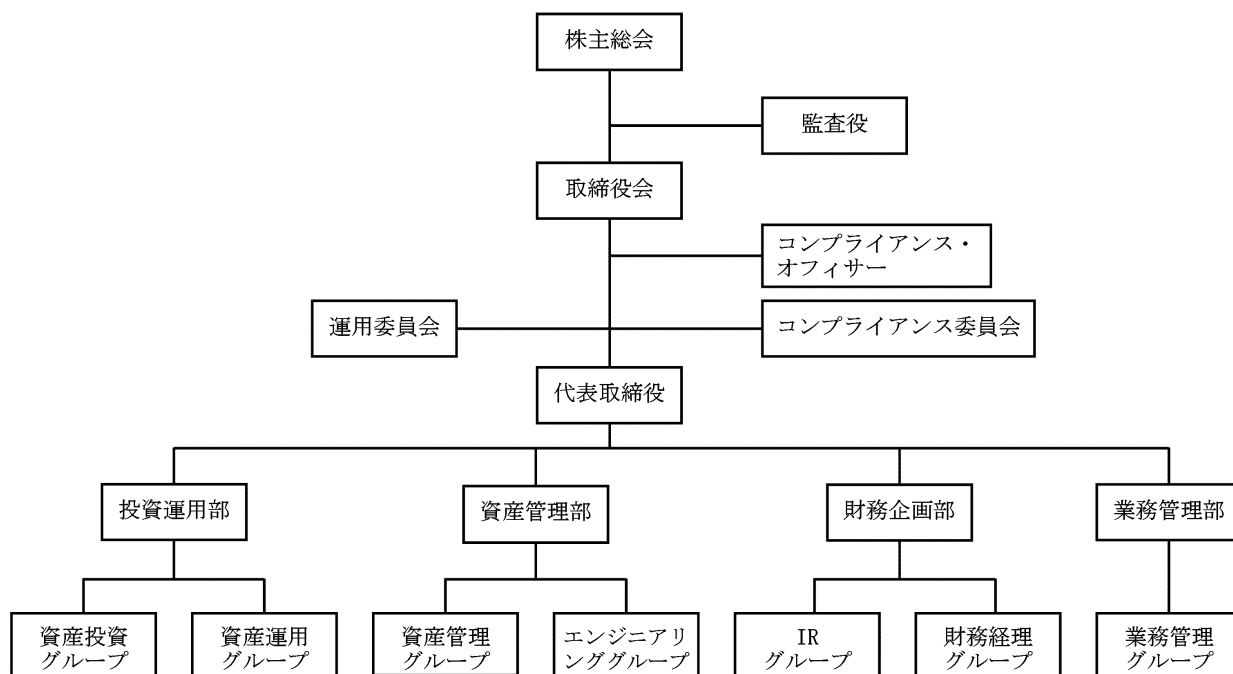 株主総会
監査役
取締役会
コンプライアンス・
オフィサー
運用委員会
コンプライアンス委員会
代表取締役
投資運用部
資産管理部
財務企画部
業務管理部
資産投資
グループ
資産運用
グループ
資産管理
グループ
エンジニアリ
ンググループ
IR
グループ
財務経理
グループ
業務管理
グループ